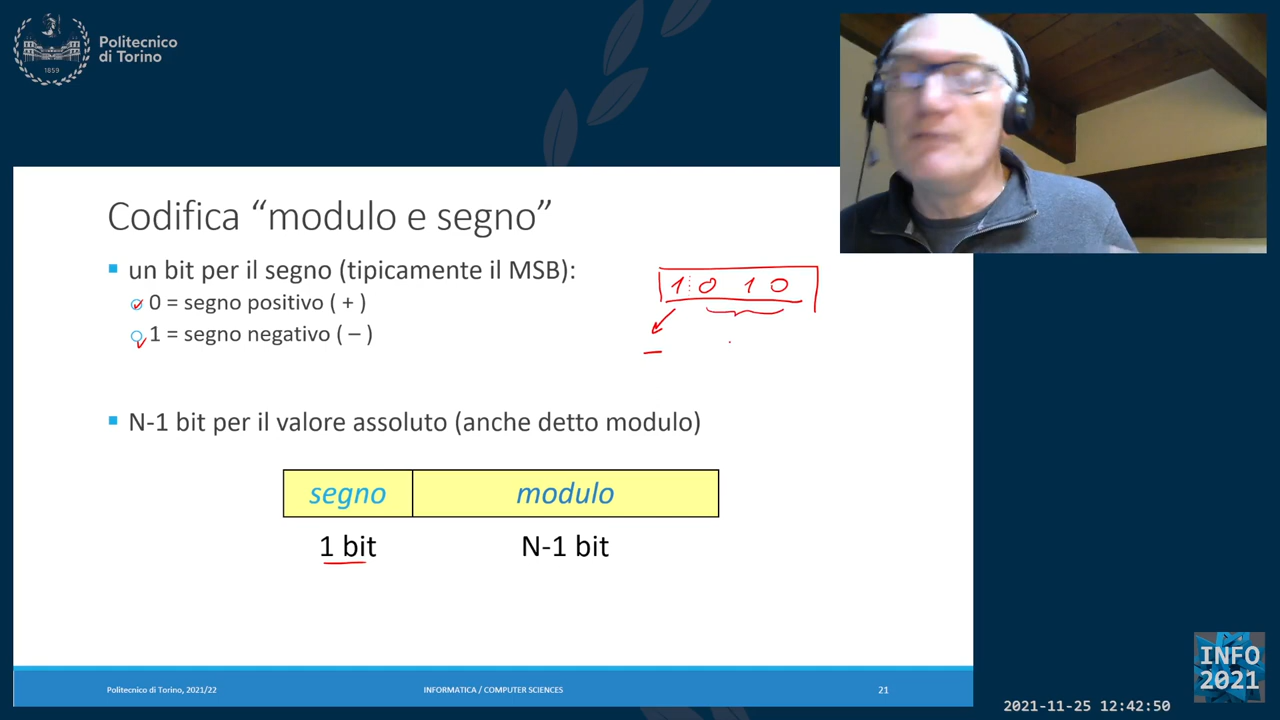 Politecnico
di Torino
1859
Codifica “modulo e segno”
un bit per il segno (tipicamente il MSB):
0 = segno positivo ( + )
1 = segno negativo ( – )
1 0 1 0
–
N-1 bit per il valore assoluto (anche detto modulo)
segno modulo
1 bit N-1 bit
Politecnico di Torino, 2021/22 INFORMATICA / COMPUTER SCIENCES 21
INFO
2021
2021-11-25 12:42:50